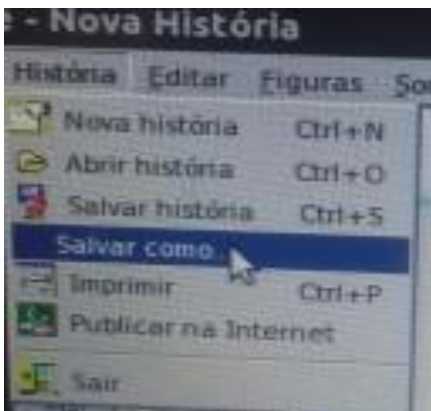 - Nova História
História Editar Figuras So
Nova história Ctrl+N
Abrir história Ctrl+O
Salvar história Ctrl+S
Salvar como
Imprimir Ctrl+P
Publicar na Internet
Sair